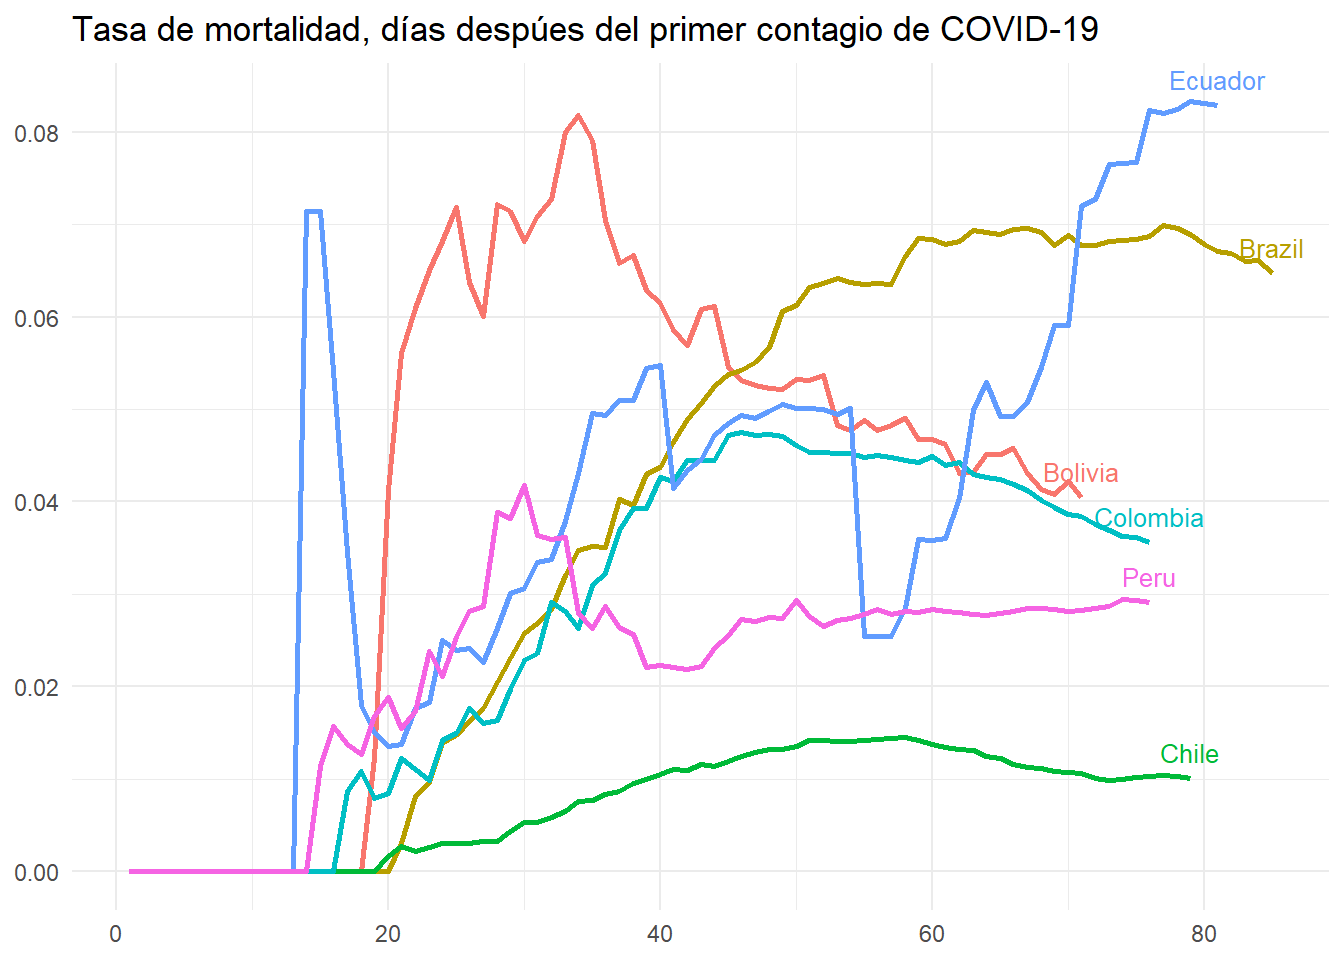 Tasa de mortalidad, días despúes del primer contagio de COVID-19
Ecuador
0.08
Brazil
0.06
Bolivia
0.04
Colombia
Peru
0.02
Chile
0.00
0 20 40 60 80